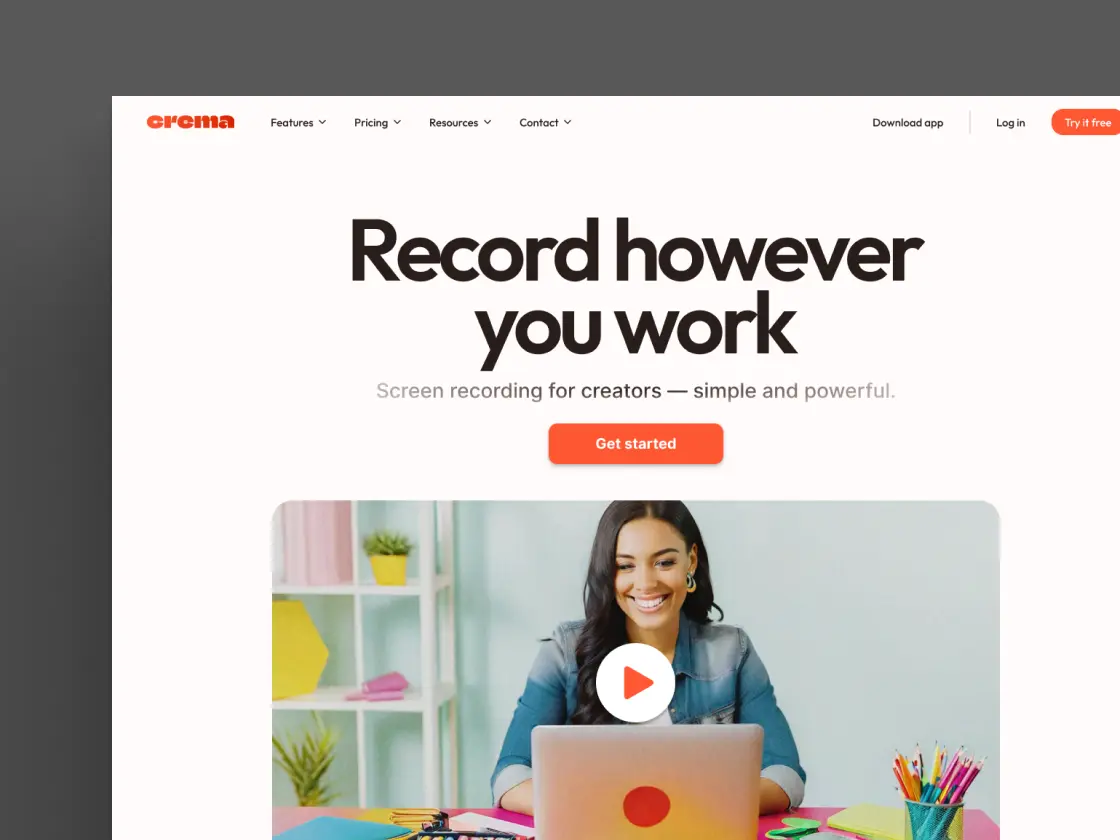 crema
Features
Pricing
Resources
Contact
Download app
Log in
Try it free
Record however
you work
Screen recording for creators — simple and powerful.
Get started